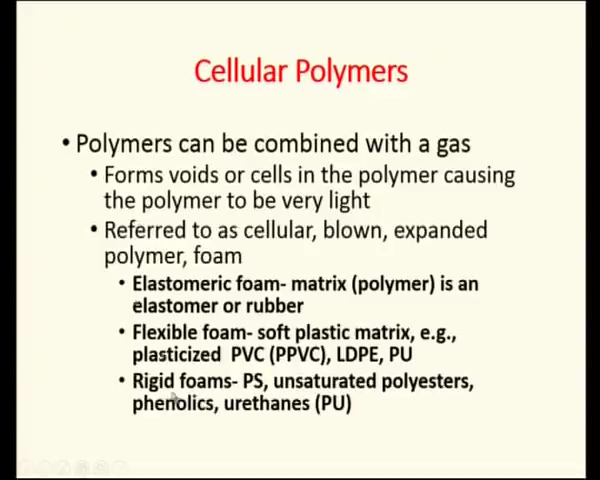 Cellular Polymers
• Polymers can be combined with a gas
• Forms voids or cells in the polymer causing
the polymer to be very light
• Referred to as cellular, blown, expanded
polymer, foam
• Elastomeric foam- matrix (polymer) is an
elastomer or rubber
• Flexible foam- soft plastic matrix, e.g.,
plasticized PVC (PPVC), LDPE, PU
• Rigid foams- PS, unsaturated polyesters,
phenolics, urethanes (PU)